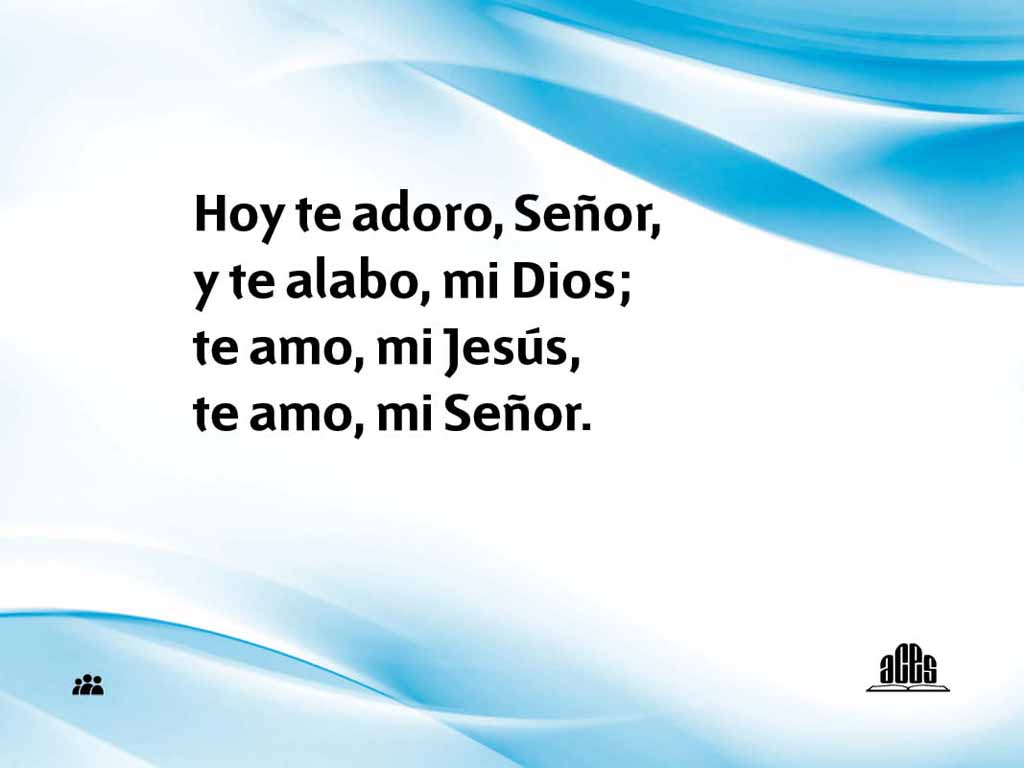 Hoy te adoro, Señor,
y te alabo, mi Dios;
te amo, mi Jesús,
te amo, mi Señor.
aces